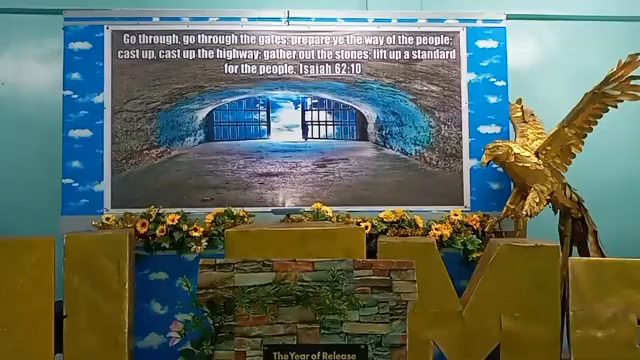 Go through, go through the gates; prepare ye the way of the people;
cast up, cast up the highway; gather out the stones; lift up a standard
for the people. Isaiah 62:10
The Year of Release